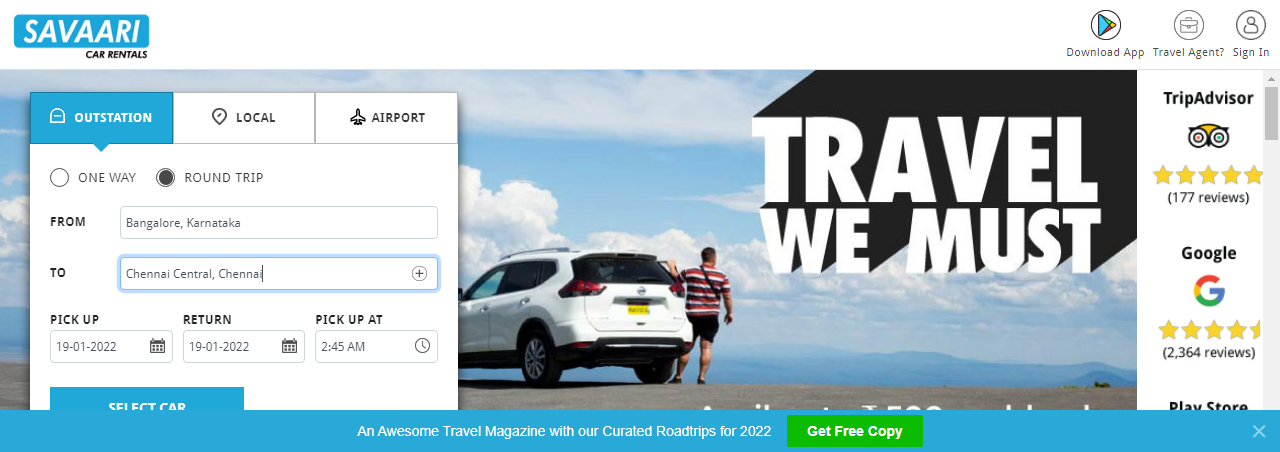 SAVAARI
CAR RENTALS
Download App
Travel Agent?
Sign In
OUTSTATION
LOCAL
AIRPORT
ONE WAY
ROUND TRIP
FROM
Bangalore, Karnataka
TO
Chennai Central, Chennai
PICK UP
RETURN
PICK UP AT
19-01-2022
19-01-2022
2:45 AM
SELECT CAR
TRAVEL
WE MUST
TripAdvisor
(177 reviews)
Google
(2,364 reviews)
Play Store
An Awesome Travel Magazine with our Curated Roadtrips for 2022
Get Free Copy